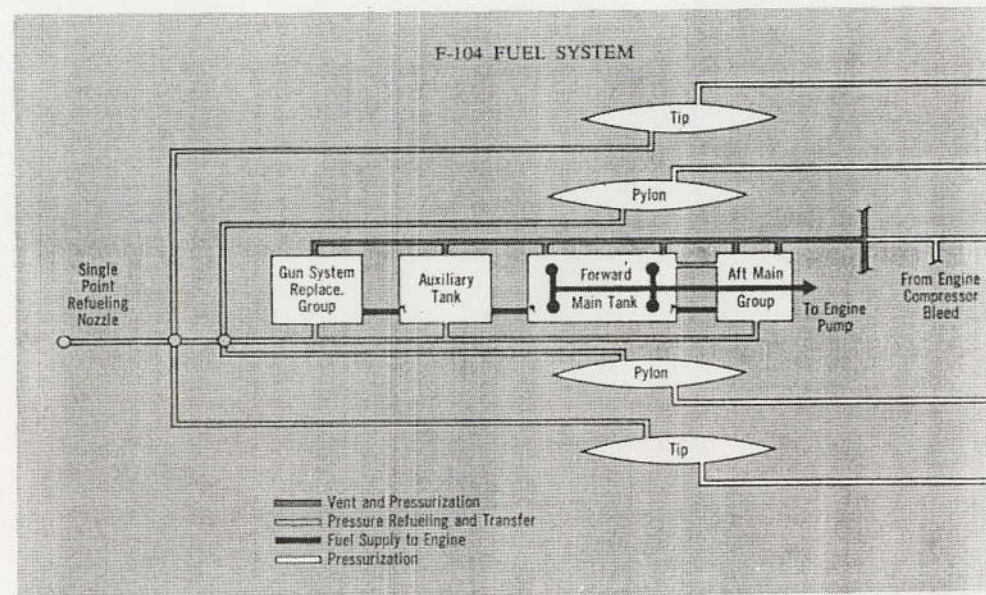 F-104 FUEL SYSTEM
Tip
Pylon
Single
Point
Refueling
Nozzle
Gun System
Replace.
Group
Auxiliary
Tank
Forward
Main Tank
Aft Main
Group
To Engine
Pump
From Engine
Compressor
Bleed
Pylon
Tip
Vent and Pressurization
Pressure Refueling and Transfer
Fuel Supply to Engine
Pressurization